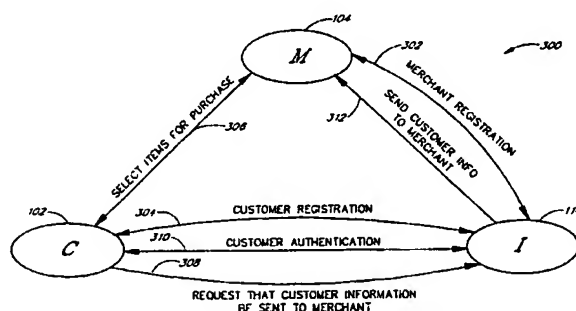 104
M
302
300
MERCHANT REGISTRATION
SEND CUSTOMER INFO
TO MERCHANT
312
SELECT ITEMS FOR PURCHASE
306
102
C
304
CUSTOMER REGISTRATION
310
CUSTOMER AUTHENTICATION
308
I
REQUEST THAT CUSTOMER INFORMATION
BE SENT TO MERCHANT